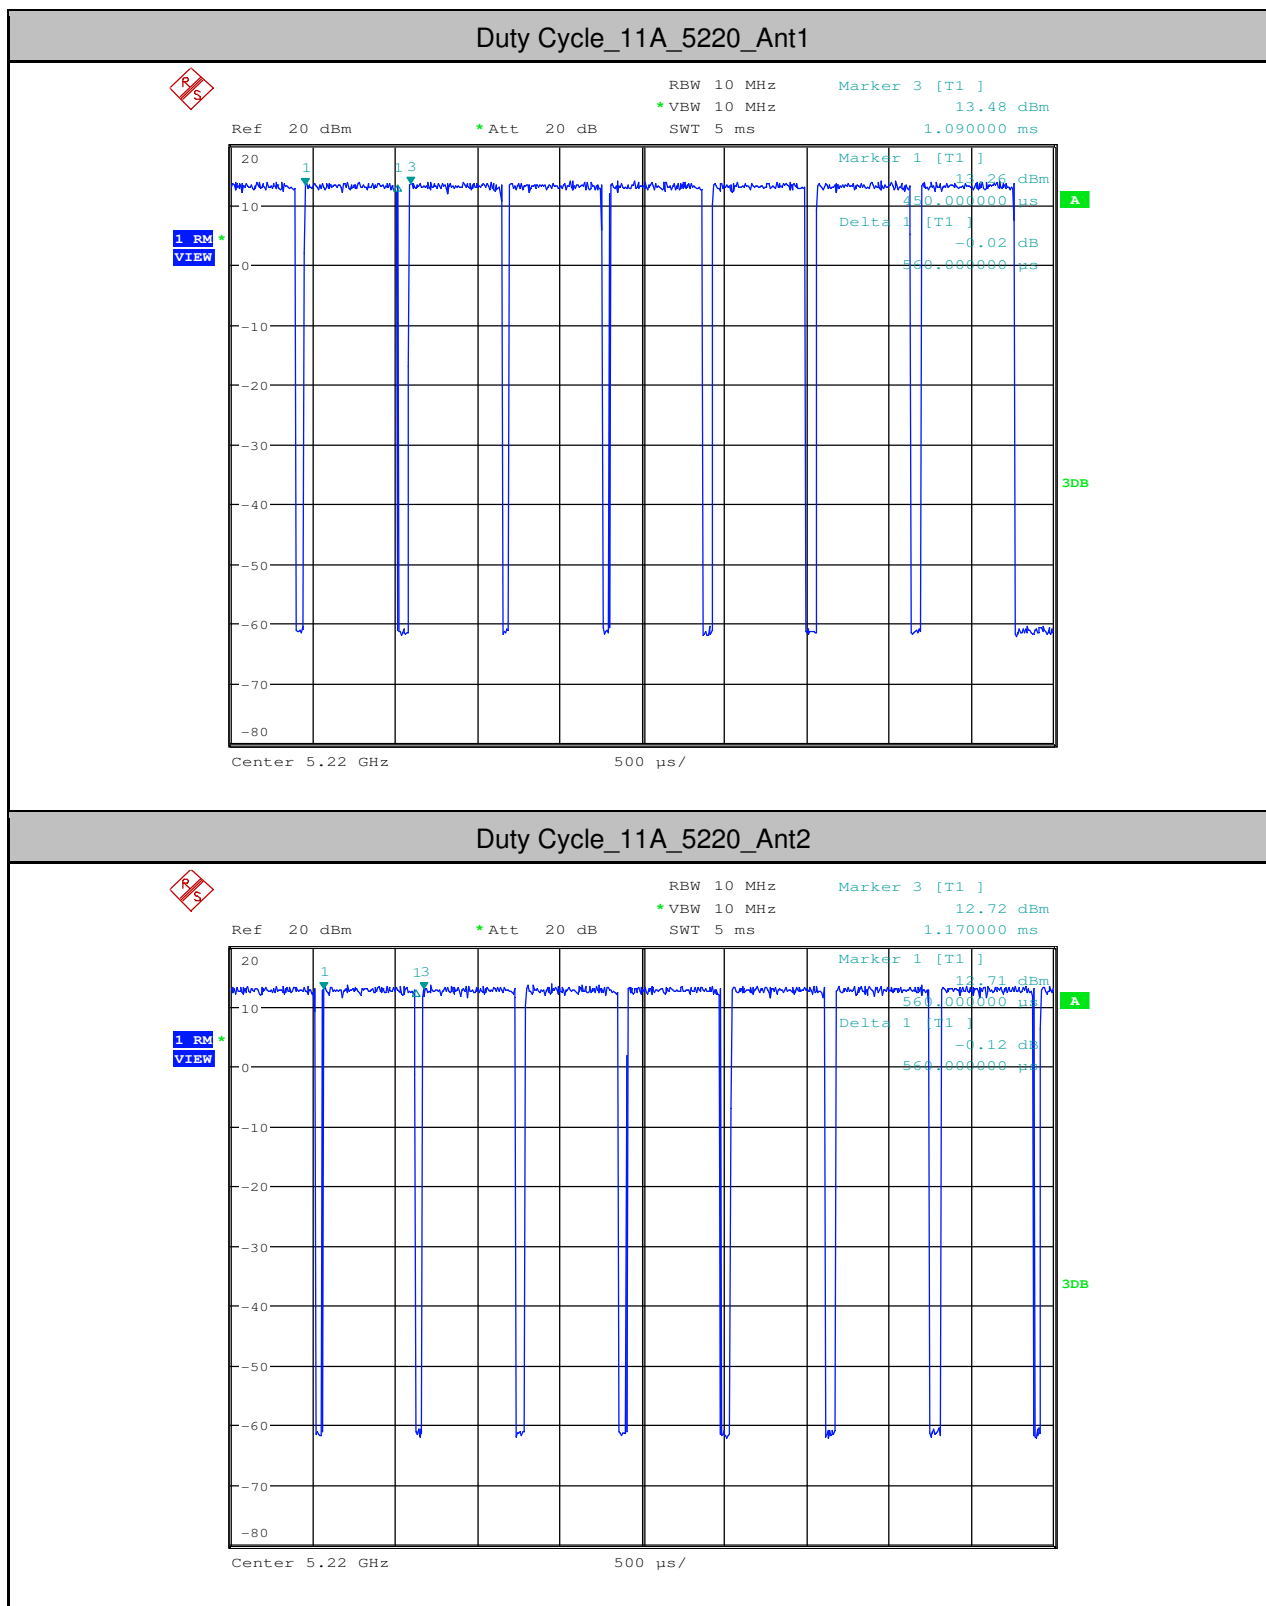 Duty Cycle_11A_5220_Ant1
R S
RBW 10 MHz Marker 3 [T1 ]
* VBW 10 MHz 13.48 dBm
Ref 20 dBm * Att 20 dB SWT 5 ms 1.090000 ms
20 Marker 1 [T1 ]
1 1 3 13.26 dBm
10 450.000000 µs A
Delta 1 [T1 ]
1 RM * -0.02 dB
VIEW
0 560.000000 µs
-10
-20
-30
-40 3DB
-50
-60
-70
-80
Center 5.22 GHz 500 µs/
Duty Cycle_11A_5220_Ant2
R S
RBW 10 MHz Marker 3 [T1 ]
* VBW 10 MHz 12.72 dBm
Ref 20 dBm * Att 20 dB SWT 5 ms 1.170000 ms
20 Marker 1 [T1 ]
1 1 3 12.71 dBm
10 560.000000 µs A
Delta 1 [T1 ]
1 RM * -0.12 dB
VIEW
0 560.000000 µs
-10
-20
-30
-40 3DB
-50
-60
-70
-80
Center 5.22 GHz 500 µs/